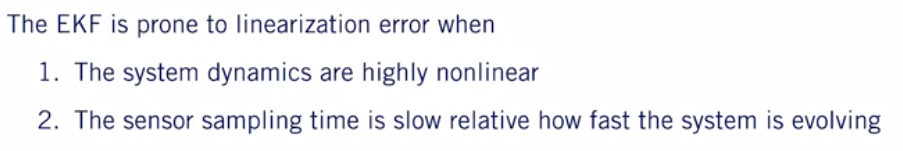 The EKF is prone to linearization error when
1. The system dynamics are highly nonlinear
2. The sensor sampling time is slow relative how fast the system is evolving